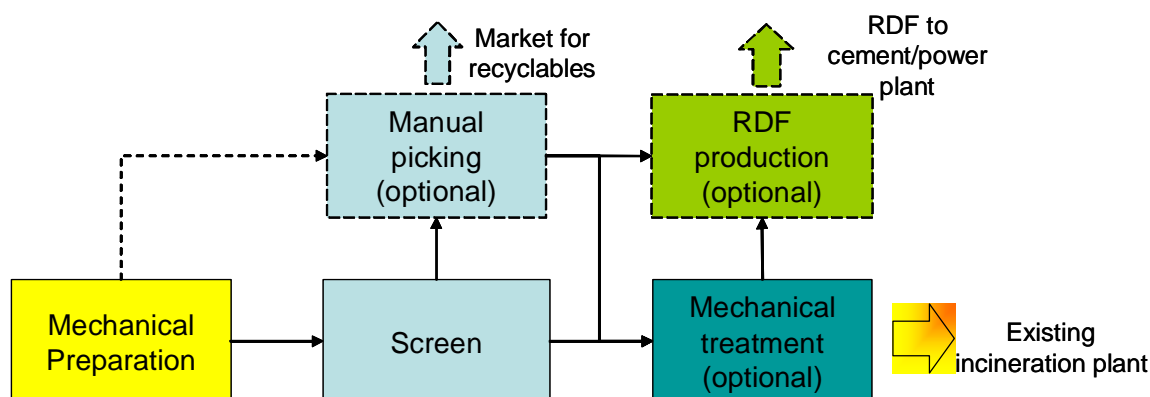 Market for
recyclables
RDF to
cement/power
plant
Manual
picking
(optional)
RDF
production
(optional)
Mechanical
Preparation
Screen
Mechanical
treatment
(optional)
Existing
incineration plant